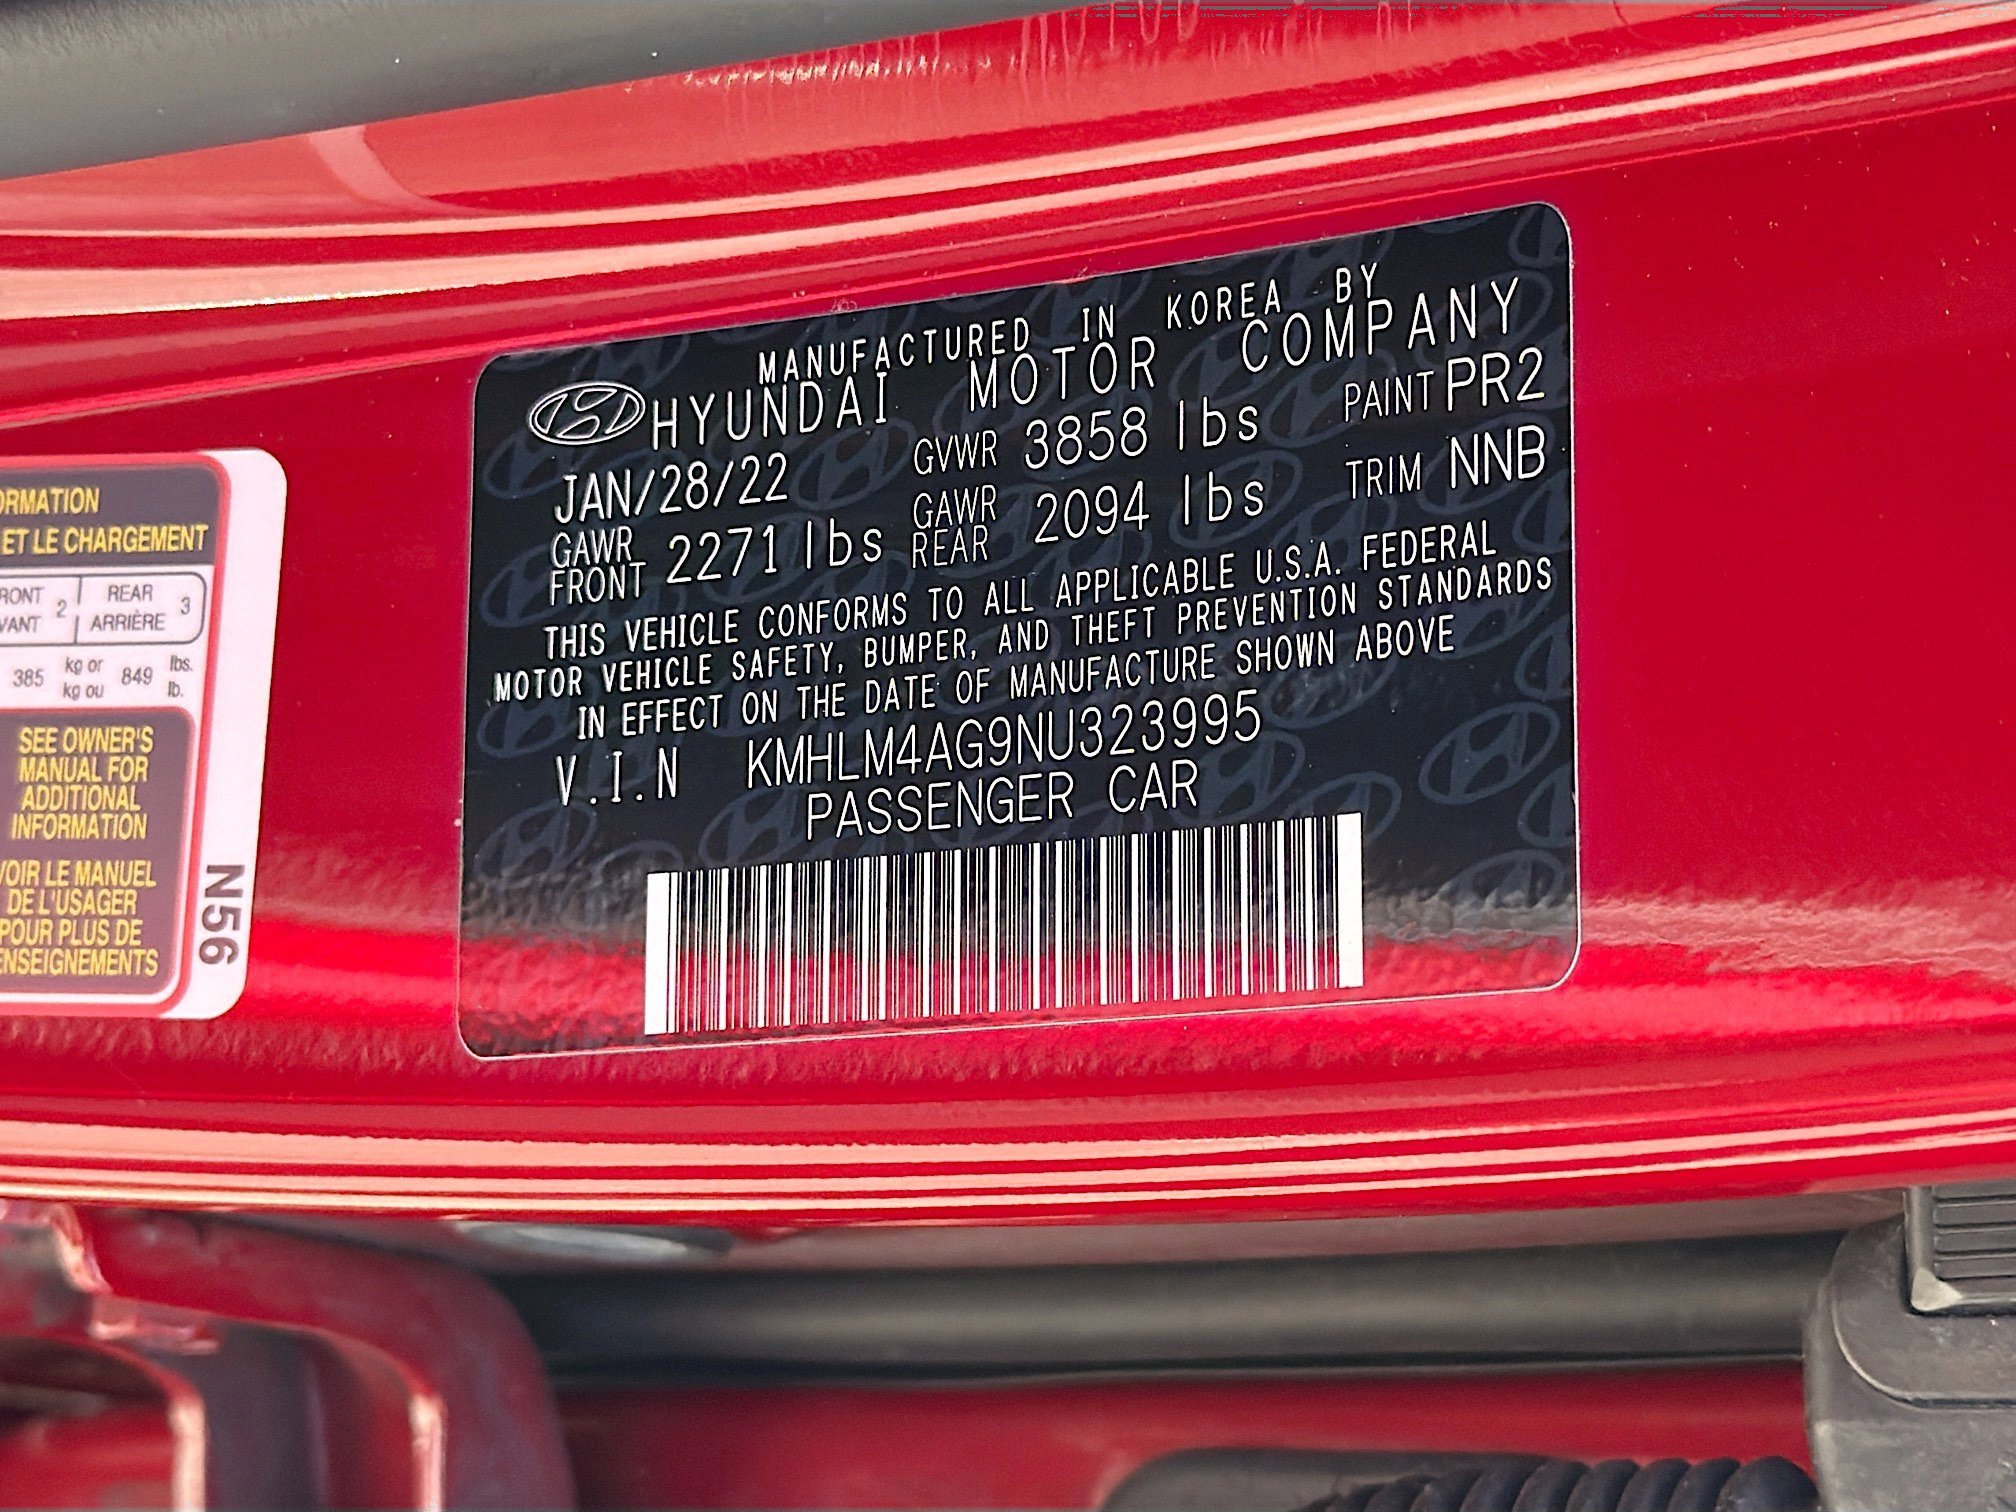 MANUFACTURED IN KOREA BY
HYUNDAI MOTOR COMPANY
JAN/28/22 GVWR 3858 lbs PAINT PR2
GAWR FRONT 2271 lbs GAWR REAR 2094 lbs TRIM NNB
THIS VEHICLE CONFORMS TO ALL APPLICABLE U.S.A. FEDERAL
MOTOR VEHICLE SAFETY, BUMPER, AND THEFT PREVENTION STANDARDS
IN EFFECT ON THE DATE OF MANUFACTURE SHOWN ABOVE
V.I.N KMHLM4AG9NU323995
PASSENGER CAR
ORMATION
ET LE CHARGEMENT
RONT 2 REAR 3
VANT ARRIÈRE
385 kg or 849 lbs.
kg ou lb.
SEE OWNER'S
MANUAL FOR
ADDITIONAL
INFORMATION
VOIR LE MANUEL
DE L'USAGER
POUR PLUS DE
ENSEIGNEMENTS
N56